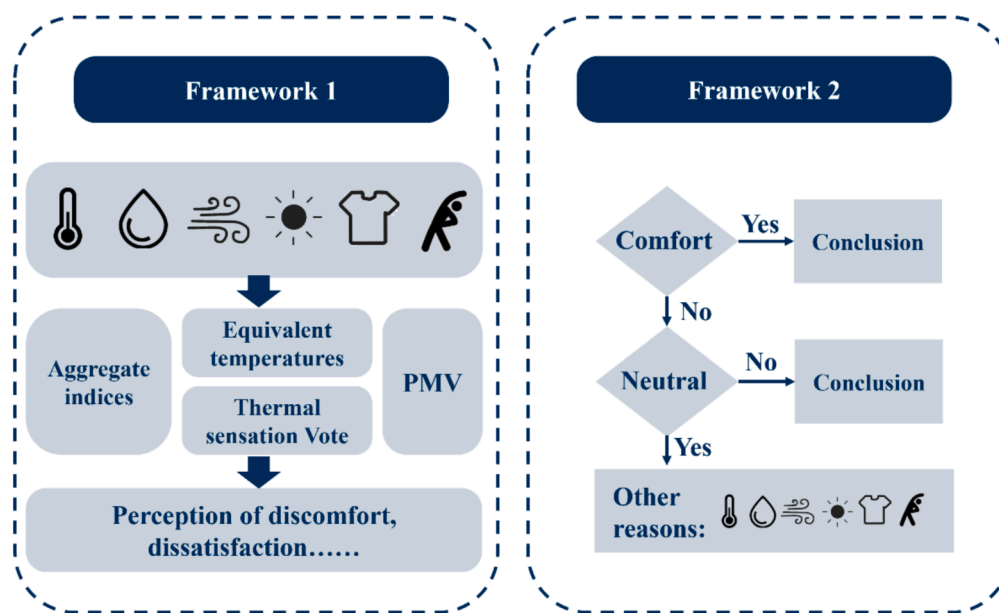 Framework 1
Aggregate
indices
Equivalent
temperatures
Thermal
sensation Vote
PMV
Perception of discomfort,
dissatisfaction……
Framework 2
Comfort
Yes
Conclusion
No
Neutral
No
Conclusion
Yes
Other
reasons: